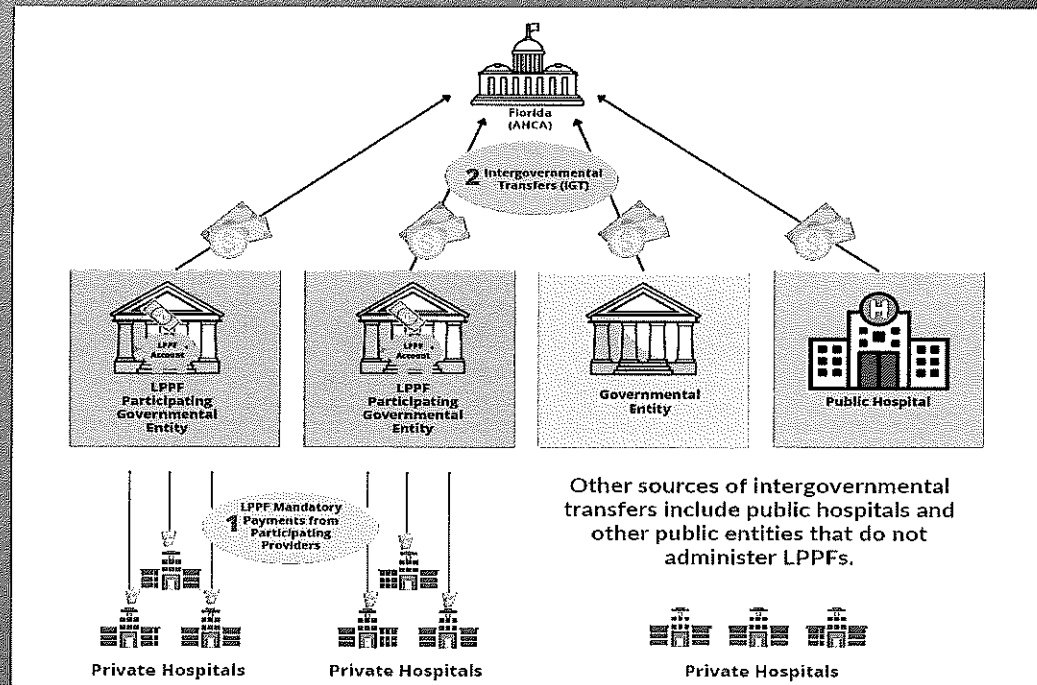 Florida
(AHCA)
2 Intergovernmental
Transfers (IGT)
LPPF
Account
LPPF
Participating
Governmental
Entity
LPPF
Account
LPPF
Participating
Governmental
Entity
Governmental
Entity
H
Public Hospital
1 LPPF Mandatory
Payments from
Participating
Providers
Other sources of intergovernmental
transfers include public hospitals and
other public entities that do not
administer LPPFs.
Private Hospitals
Private Hospitals
Private Hospitals